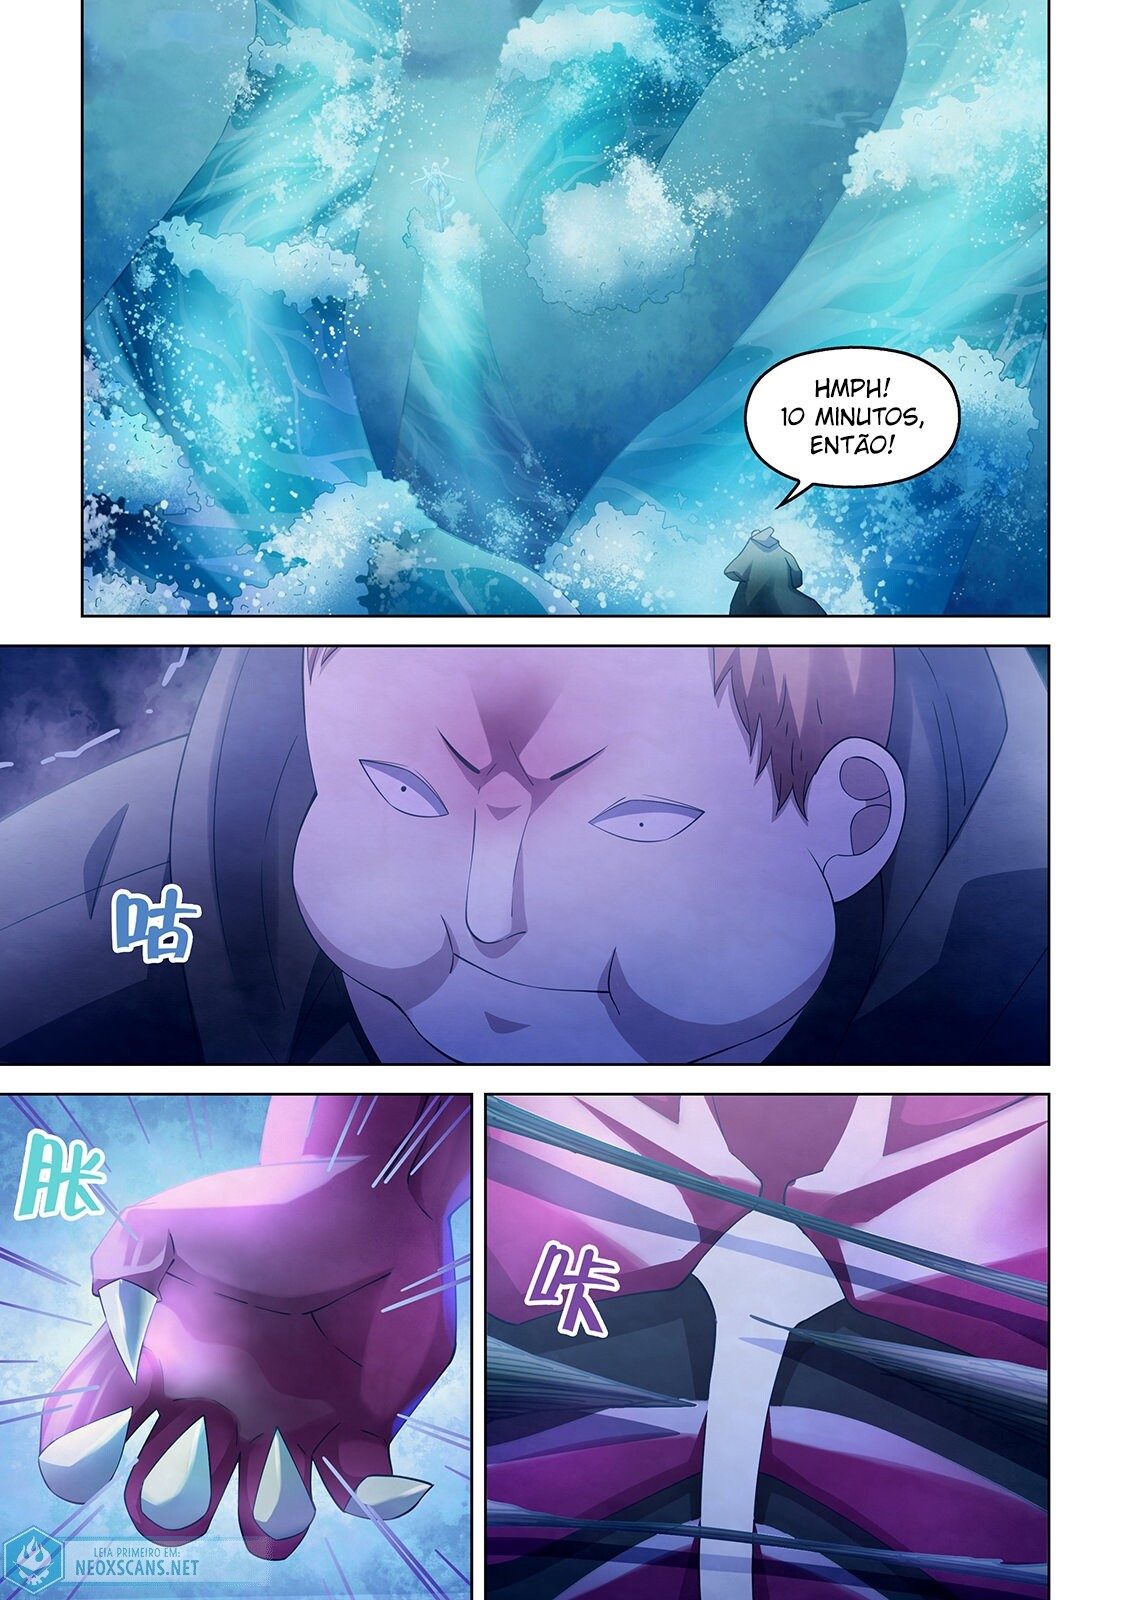 HMPH!
10 MINUTOS,
ENTÃO!
咕
胀
咔
LEIA PRIMEIRO EM:
NEOXSCANS.NET